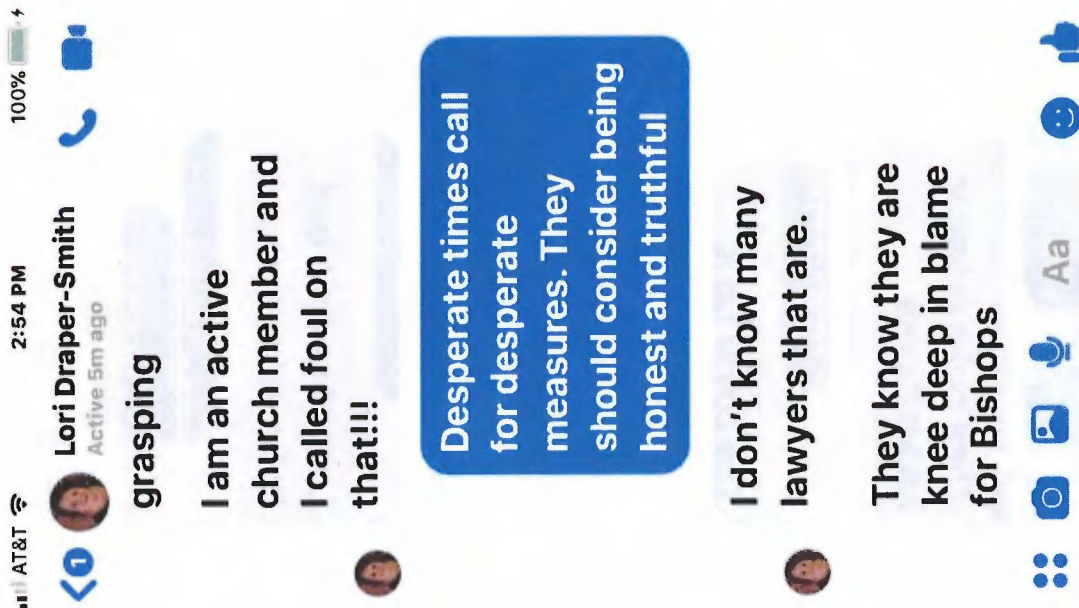 AT&T 2:54 PM 100%
1 Lori Draper-Smith
Active 5m ago
grasping
I am an active
church member and
I called foul on
that!!!
Desperate times call
for desperate
measures. They
should consider being
honest and truthful
I don't know many
lawyers that are.
They know they are
knee deep in blame
for Bishops
Aa